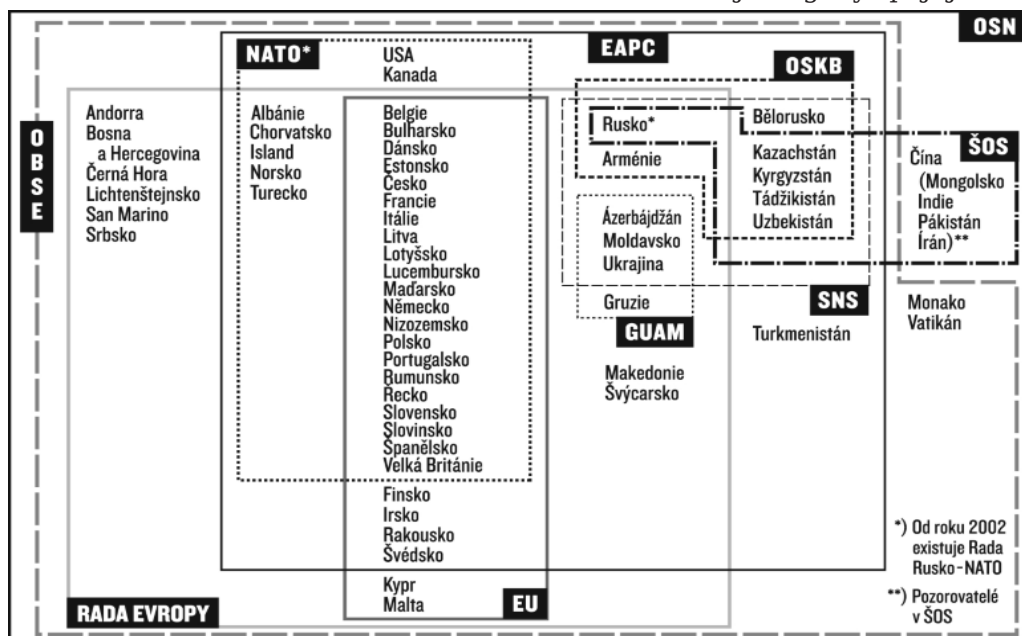 OSN
NATO*
USA
Kanada
EAPC
OSKB
OBSE
Andorra
Bosna
a Hercegovina
Černá Hora
Lichtenštejnsko
San Marino
Srbsko
Albánie
Chorvatsko
Island
Norsko
Turecko
Belgie
Bulharsko
Dánsko
Estonsko
Česko
Francie
Itálie
Litva
Lotyšsko
Lucembursko
Maďarsko
Německo
Nizozemsko
Polsko
Portugalsko
Rumunsko
Řecko
Slovensko
Slovinsko
Španělsko
Velká Británie
Finsko
Irsko
Rakousko
Švédsko
Kypr
Malta
EU
RADA EVROPY
Rusko*
Arménie
Ázerbájdžán
Moldavsko
Ukrajina
Gruzie
GUAM
Makedonie
Švýcarsko
Bělorusko
Kazachstán
Kyrgyzstán
Tádžikistán
Uzbekistán
SNS
Turkmenistán
ŠOS
Čína
(Mongolsko
Indie
Pákistán
Írán)**
Monako
Vatikán
*) Od roku 2002
existuje Rada
Rusko-NATO
**) Pozorovatelé
v ŠOS